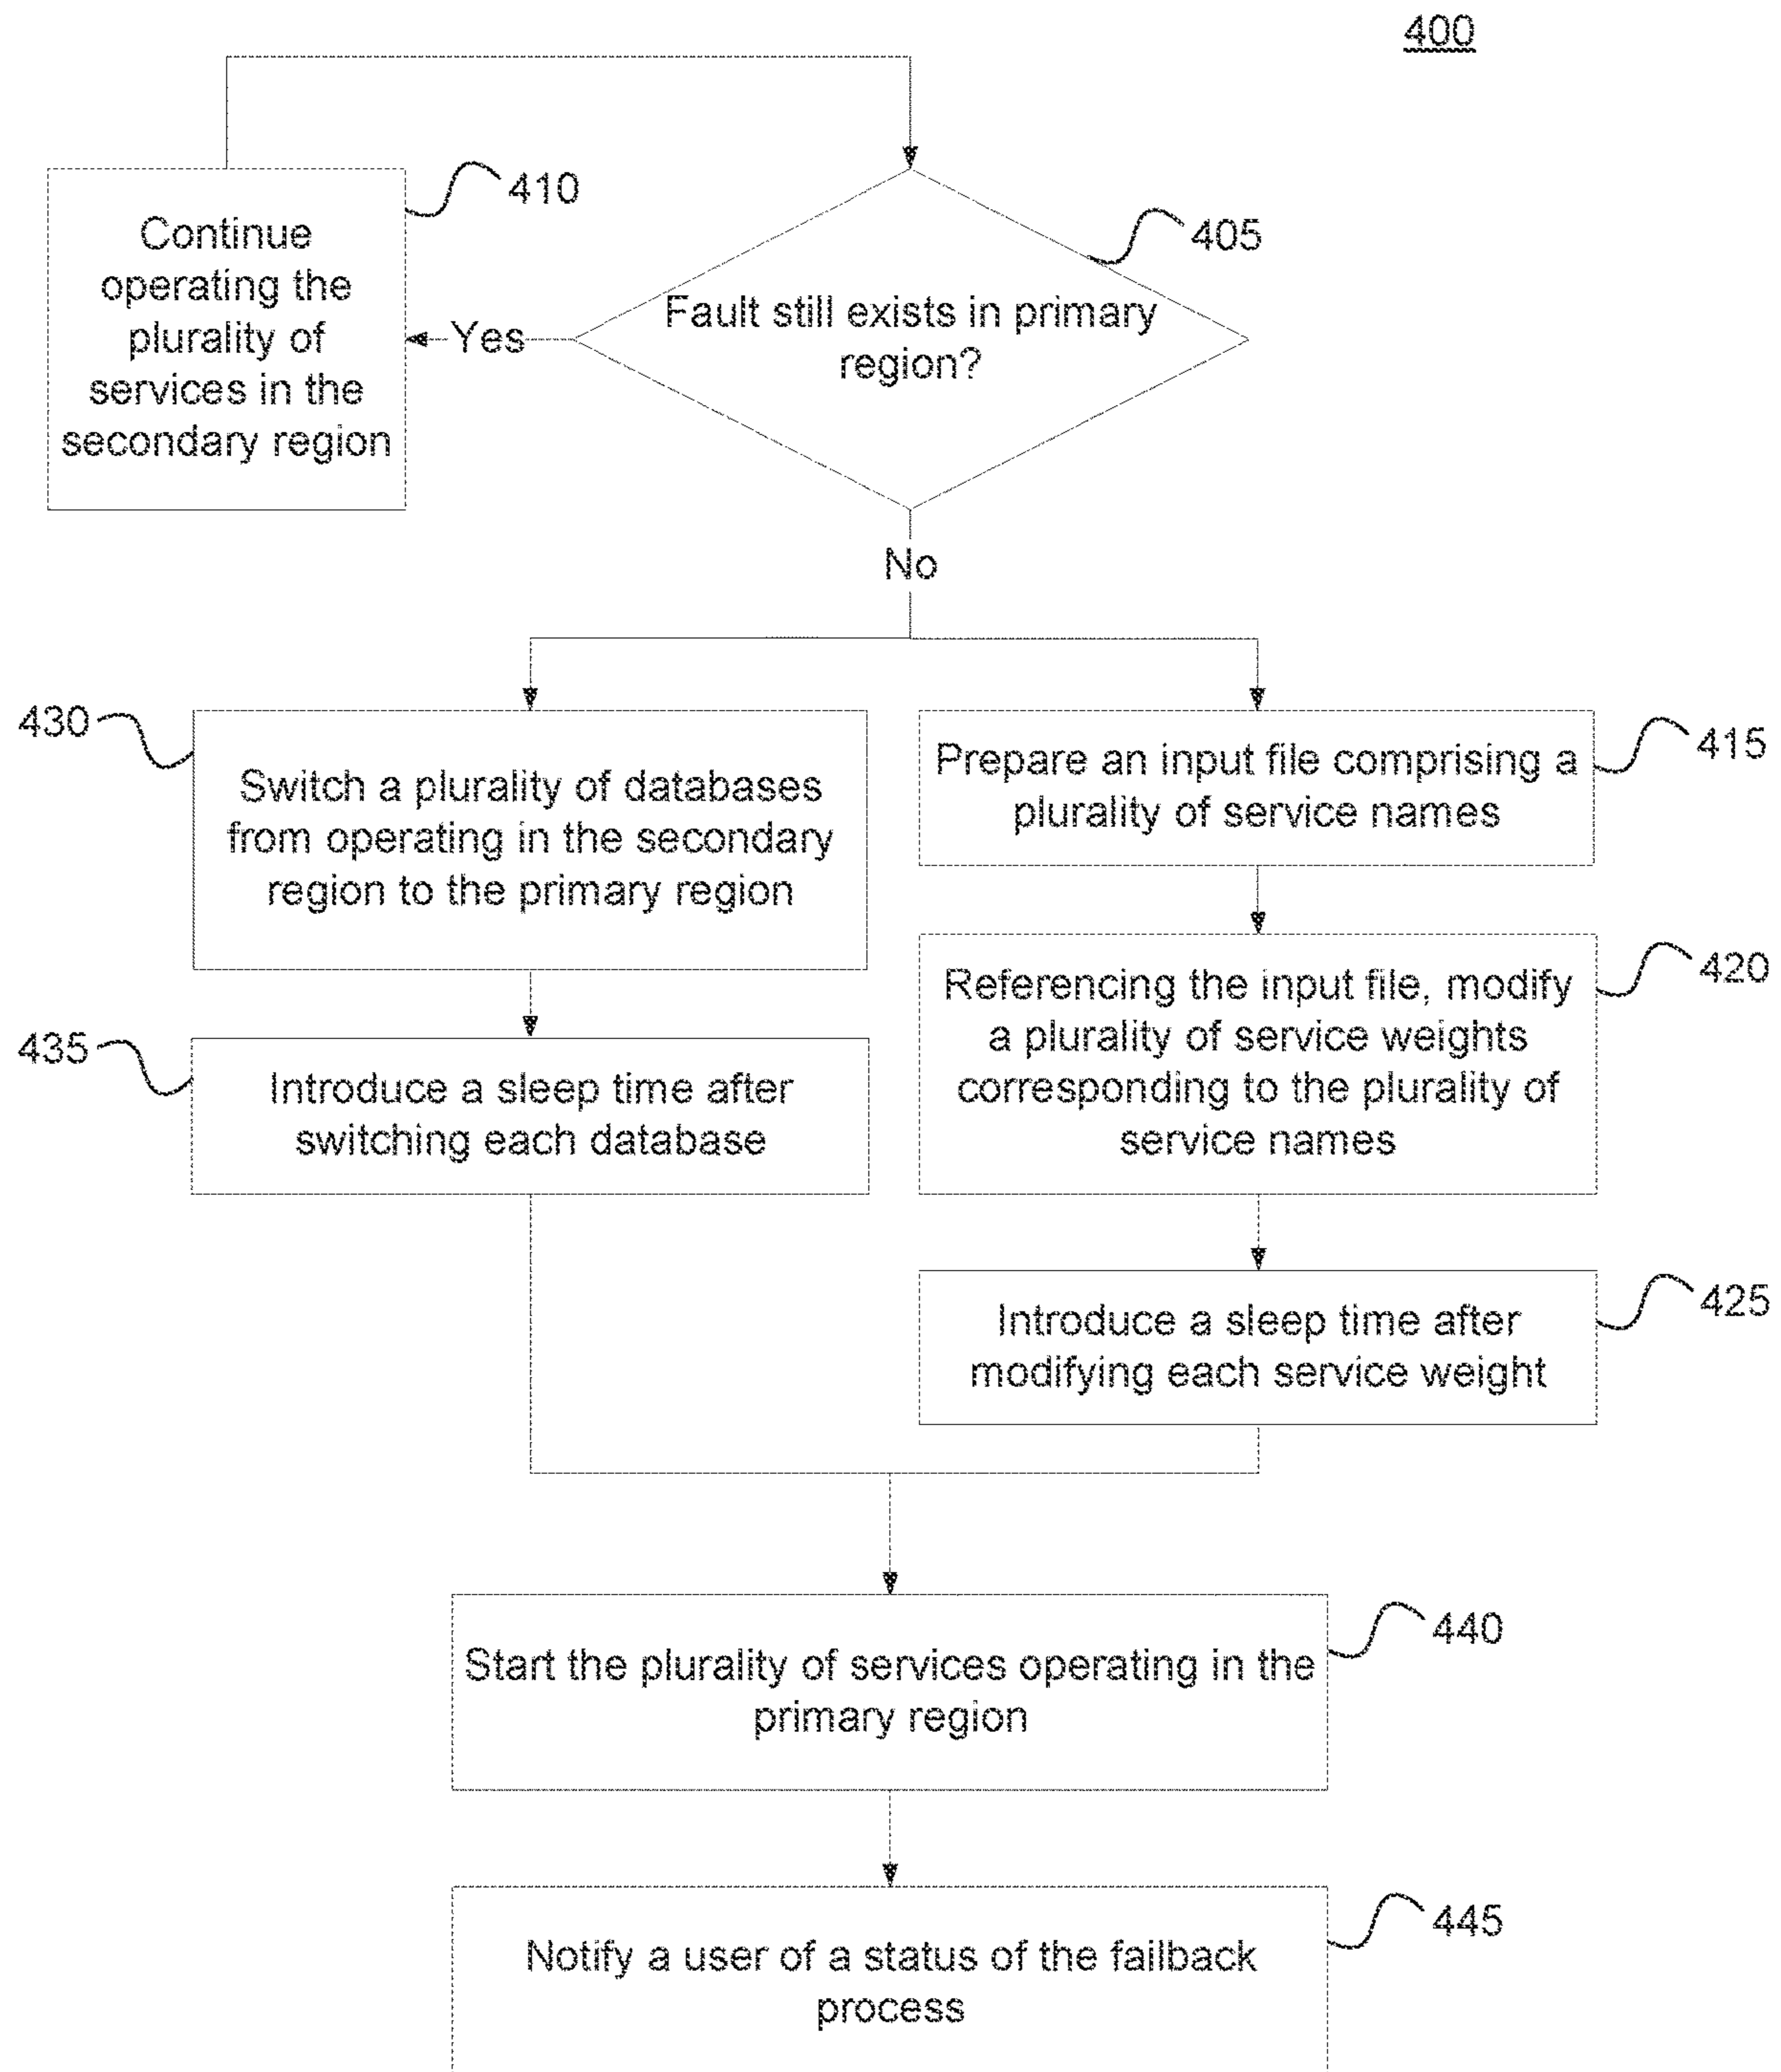 400
410
Continue
operating the
plurality of
services in the
secondary region
405
Fault still exists in primary
region?
Yes
No
430
Switch a plurality of databases
from operating in the secondary
region to the primary region
415
Prepare an input file comprising a
plurality of service names
420
Referencing the input file, modify
a plurality of service weights
corresponding to the plurality of
service names
435
Introduce a sleep time after
switching each database
425
Introduce a sleep time after
modifying each service weight
440
Start the plurality of services operating in the
primary region
445
Notify a user of a status of the failback
process